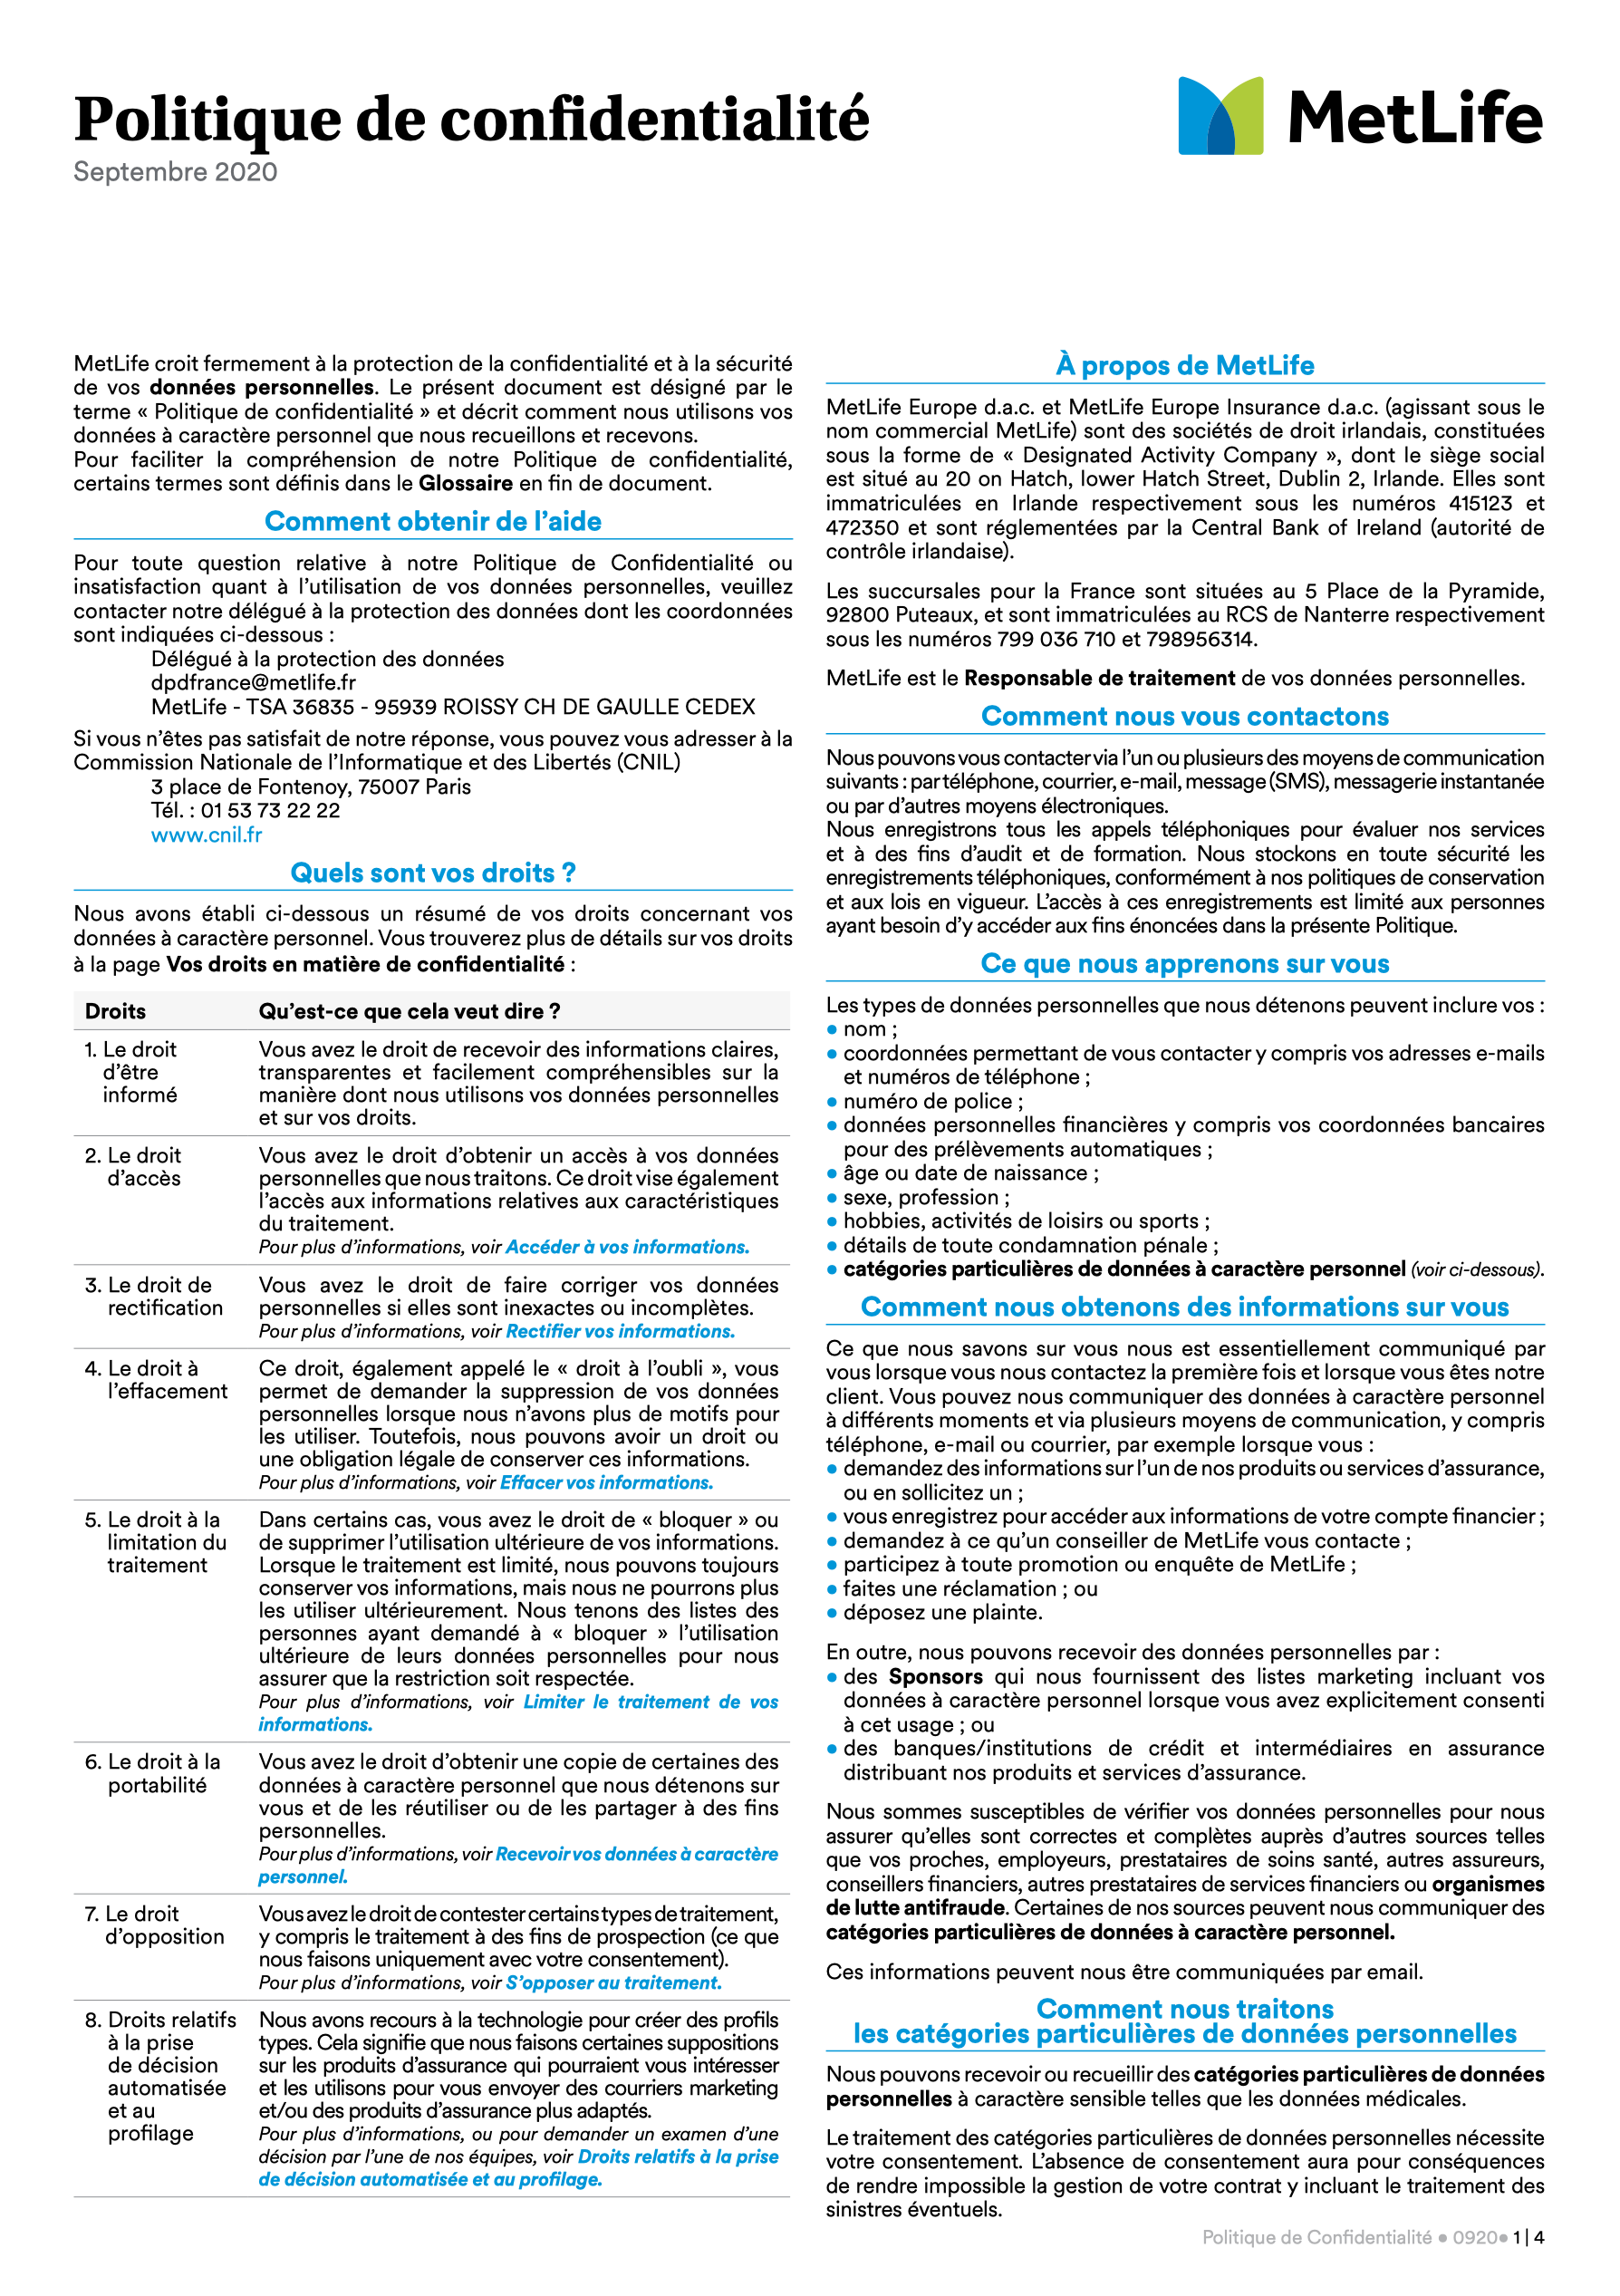 Politique de confidentialité
Septembre 2020
MetLife
MetLife croit fermement à la protection de la confidentialité et à la sécurité
de vos données personnelles. Le présent document est désigné par le
terme « Politique de confidentialité » et décrit comment nous utilisons vos
données à caractère personnel que nous recueillons et recevons.
Pour faciliter la compréhension de notre Politique de confidentialité,
certains termes sont définis dans le Glossaire en fin de document.
Comment obtenir de l’aide
Pour toute question relative à notre Politique de Confidentialité ou
insatisfaction quant à l’utilisation de vos données personnelles, veuillez
contacter notre délégué à la protection des données dont les coordonnées
sont indiquées ci-dessous :
Délégué à la protection des données
dpdfrance@metlife.fr
MetLife - TSA 36835 - 95939 ROISSY CH DE GAULLE CEDEX
Si vous n’êtes pas satisfait de notre réponse, vous pouvez vous adresser à la
Commission Nationale de l’Informatique et des Libertés (CNIL)
3 place de Fontenoy, 75007 Paris
Tél. : 01 53 73 22 22
www.cnil.fr
Quels sont vos droits ?
Nous avons établi ci-dessous un résumé de vos droits concernant vos
données à caractère personnel. Vous trouverez plus de détails sur vos droits
à la page Vos droits en matière de confidentialité :
Droits
Qu’est-ce que cela veut dire ?
1. Le droit
d’être
informé
Vous avez le droit de recevoir des informations claires,
transparentes et facilement compréhensibles sur la
manière dont nous utilisons vos données personnelles
et sur vos droits.
2. Le droit
d’accès
Vous avez le droit d’obtenir un accès à vos données
personnelles que nous traitons. Ce droit vise également
l’accès aux informations relatives aux caractéristiques
du traitement.
Pour plus d’informations, voir Accéder à vos informations.
3. Le droit de
rectification
Vous avez le droit de faire corriger vos données
personnelles si elles sont inexactes ou incomplètes.
Pour plus d’informations, voir Rectifier vos informations.
4. Le droit à
l’effacement
Ce droit, également appelé le « droit à l’oubli », vous
permet de demander la suppression de vos données
personnelles lorsque nous n’avons plus de motifs pour
les utiliser. Toutefois, nous pouvons avoir un droit ou
une obligation légale de conserver ces informations.
Pour plus d’informations, voir Effacer vos informations.
5. Le droit à la
limitation du
traitement
Dans certains cas, vous avez le droit de « bloquer » ou
de supprimer l’utilisation ultérieure de vos informations.
Lorsque le traitement est limité, nous pouvons toujours
conserver vos informations, mais nous ne pourrons plus
les utiliser ultérieurement. Nous tenons des listes des
personnes ayant demandé à « bloquer » l’utilisation
ultérieure de leurs données personnelles pour nous
assurer que la restriction soit respectée.
Pour plus d’informations, voir Limiter le traitement de vos
informations.
6. Le droit à la
portabilité
Vous avez le droit d’obtenir une copie de certaines des
données à caractère personnel que nous détenons sur
vous et de les réutiliser ou de les partager à des fins
personnelles.
Pour plus d’informations, voir Recevoir vos données à caractère
personnel.
7. Le droit
d’opposition
Vous avez le droit de contester certains types de traitement,
y compris le traitement à des fins de prospection (ce que
nous faisons uniquement avec votre consentement).
Pour plus d’informations, voir S’opposer au traitement.
8. Droits relatifs
à la prise
de décision
automatisée
et au
profilage
Nous avons recours à la technologie pour créer des profils
types. Cela signifie que nous faisons certaines suppositions
sur les produits d’assurance qui pourraient vous intéresser
et les utilisons pour vous envoyer des courriers marketing
et/ou des produits d’assurance plus adaptés.
Pour plus d’informations, ou pour demander un examen d’une
décision par l’une de nos équipes, voir Droits relatifs à la prise
de décision automatisée et au profilage.
À propos de MetLife
MetLife Europe d.a.c. et MetLife Europe Insurance d.a.c. (agissant sous le
nom commercial MetLife) sont des sociétés de droit irlandais, constituées
sous la forme de « Designated Activity Company », dont le siège social
est situé au 20 on Hatch, lower Hatch Street, Dublin 2, Irlande. Elles sont
immatriculées en Irlande respectivement sous les numéros 415123 et
472350 et sont réglementées par la Central Bank of Ireland (autorité de
contrôle irlandaise).
Les succursales pour la France sont situées au 5 Place de la Pyramide,
92800 Puteaux, et sont immatriculées au RCS de Nanterre respectivement
sous les numéros 799 036 710 et 798956314.
MetLife est le Responsable de traitement de vos données personnelles.
Comment nous vous contactons
Nous pouvons vous contacter via l’un ou plusieurs des moyens de communication
suivants : par téléphone, courrier, e-mail, message (SMS), messagerie instantanée
ou par d’autres moyens électroniques.
Nous enregistrons tous les appels téléphoniques pour évaluer nos services
et à des fins d’audit et de formation. Nous stockons en toute sécurité les
enregistrements téléphoniques, conformément à nos politiques de conservation
et aux lois en vigueur. L’accès à ces enregistrements est limité aux personnes
ayant besoin d’y accéder aux fins énoncées dans la présente Politique.
Ce que nous apprenons sur vous
Les types de données personnelles que nous détenons peuvent inclure vos :
● nom ;
● coordonnées permettant de vous contacter y compris vos adresses e-mails
et numéros de téléphone ;
● numéro de police ;
● données personnelles financières y compris vos coordonnées bancaires
pour des prélèvements automatiques ;
● âge ou date de naissance ;
● sexe, profession ;
● hobbies, activités de loisirs ou sports ;
● détails de toute condamnation pénale ;
● catégories particulières de données à caractère personnel (voir ci-dessous).
Comment nous obtenons des informations sur vous
Ce que nous savons sur vous nous est essentiellement communiqué par
vous lorsque vous nous contactez la première fois et lorsque vous êtes notre
client. Vous pouvez nous communiquer des données à caractère personnel
à différents moments et via plusieurs moyens de communication, y compris
téléphone, e-mail ou courrier, par exemple lorsque vous :
● demandez des informations sur l’un de nos produits ou services d’assurance,
ou en sollicitez un ;
● vous enregistrez pour accéder aux informations de votre compte financier ;
● demandez à ce qu’un conseiller de MetLife vous contacte ;
● participez à toute promotion ou enquête de MetLife ;
● faites une réclamation ; ou
● déposez une plainte.
En outre, nous pouvons recevoir des données personnelles par :
● des Sponsors qui nous fournissent des listes marketing incluant vos
données à caractère personnel lorsque vous avez explicitement consenti
à cet usage ; ou
● des banques/institutions de crédit et intermédiaires en assurance
distribuant nos produits et services d’assurance.
Nous sommes susceptibles de vérifier vos données personnelles pour nous
assurer qu’elles sont correctes et complètes auprès d’autres sources telles
que vos proches, employeurs, prestataires de soins santé, autres assureurs,
conseillers financiers, autres prestataires de services financiers ou organismes
de lutte antifraude. Certaines de nos sources peuvent nous communiquer des
catégories particulières de données à caractère personnel.
Ces informations peuvent nous être communiquées par email.
Comment nous traitons
les catégories particulières de données personnelles
Nous pouvons recevoir ou recueillir des catégories particulières de données
personnelles à caractère sensible telles que les données médicales.
Le traitement des catégories particulières de données personnelles nécessite
votre consentement. L’absence de consentement aura pour conséquences
de rendre impossible la gestion de votre contrat y incluant le traitement des
sinistres éventuels.
Politique de Confidentialité ● 0920● 1 | 4